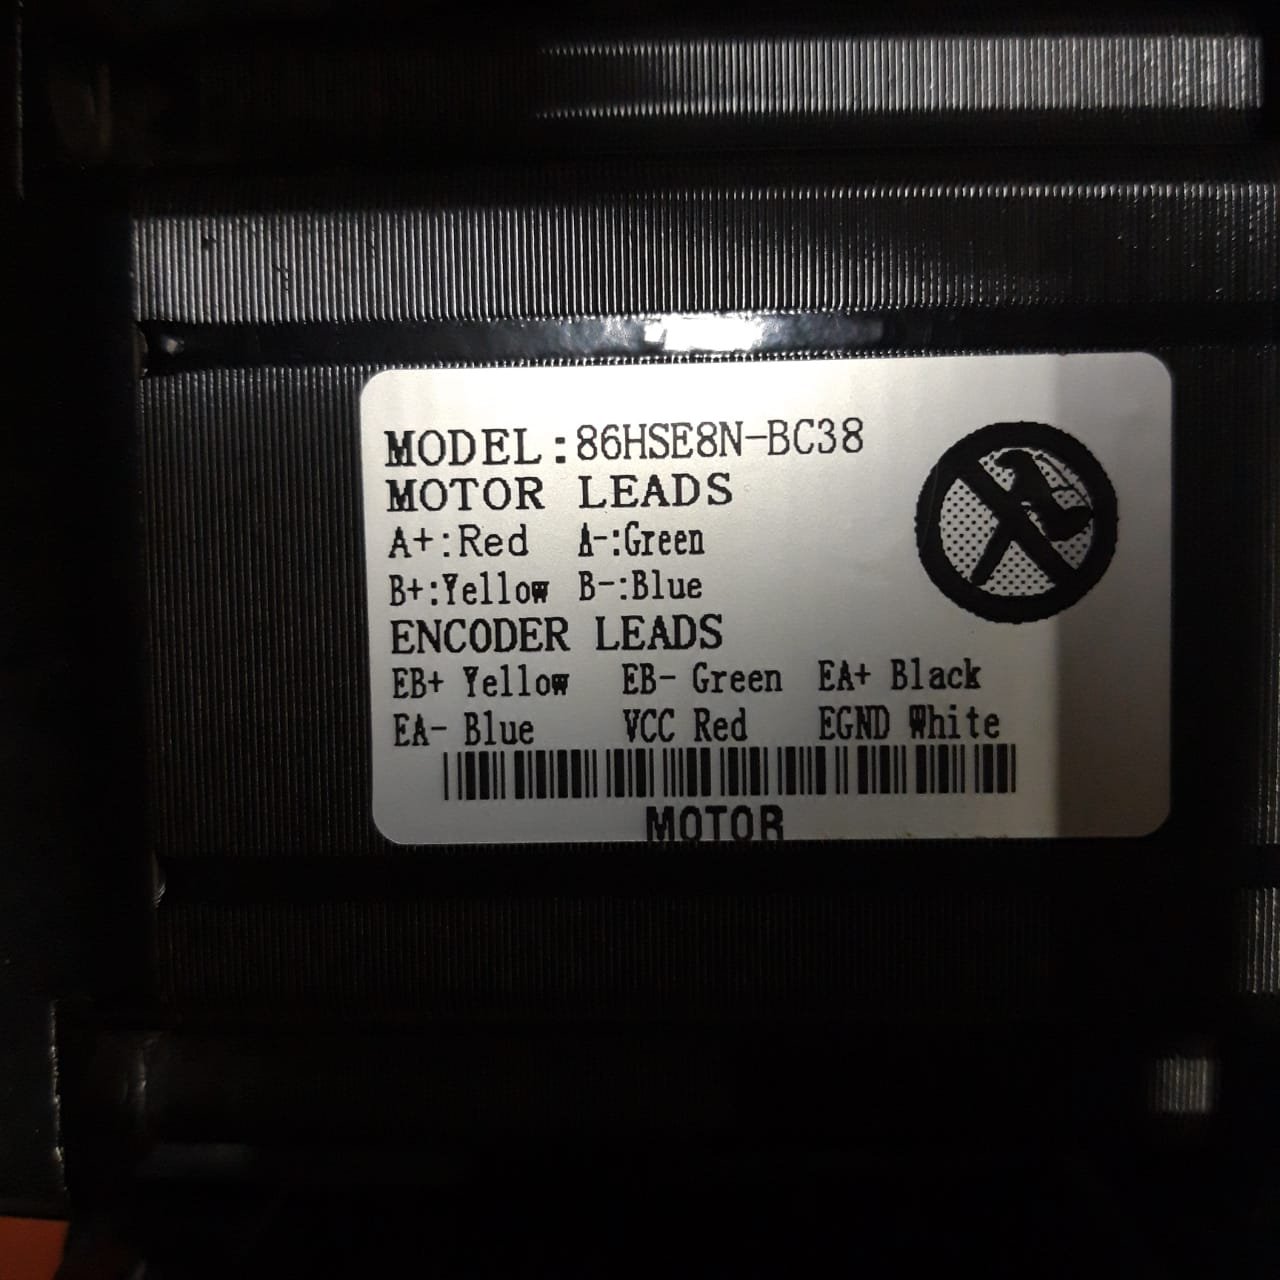 MODEL:86HSE8N-BC38
MOTOR LEADS
A+:Red A-:Green
B+:Yellow B-:Blue
ENCODER LEADS
EB+ Yellow EB- Green EA+ Black
EA- Blue VCC Red EGND White
MOTOR